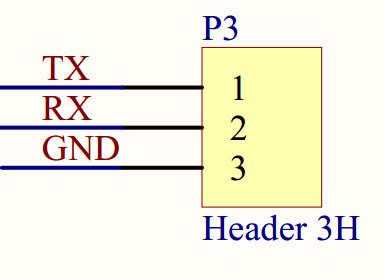 P3
TX 1
RX 2
GND 3
Header 3H